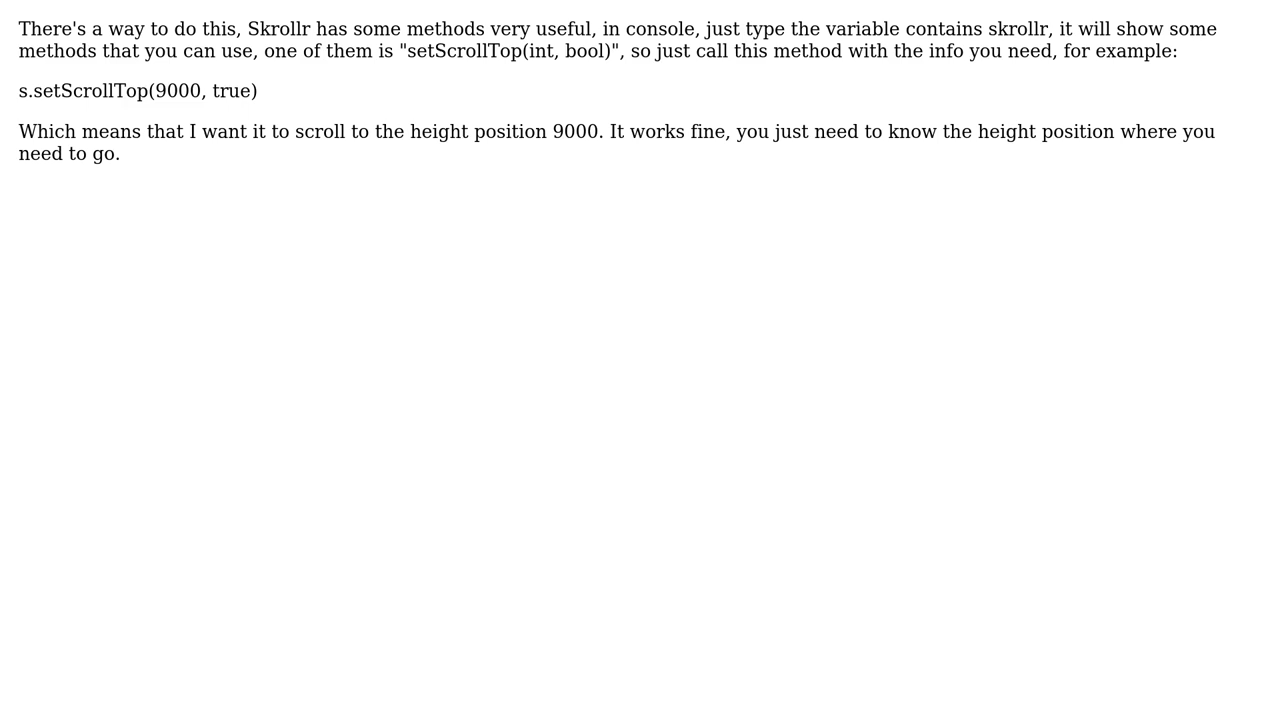 There's a way to do this, Skrollr has some methods very useful, in console, just type the variable contains skrollr, it will show some
methods that you can use, one of them is "setScrollTop(int, bool)", so just call this method with the info you need, for example:
s.setScrollTop(9000, true)
Which means that I want it to scroll to the height position 9000. It works fine, you just need to know the height position where you
need to go.